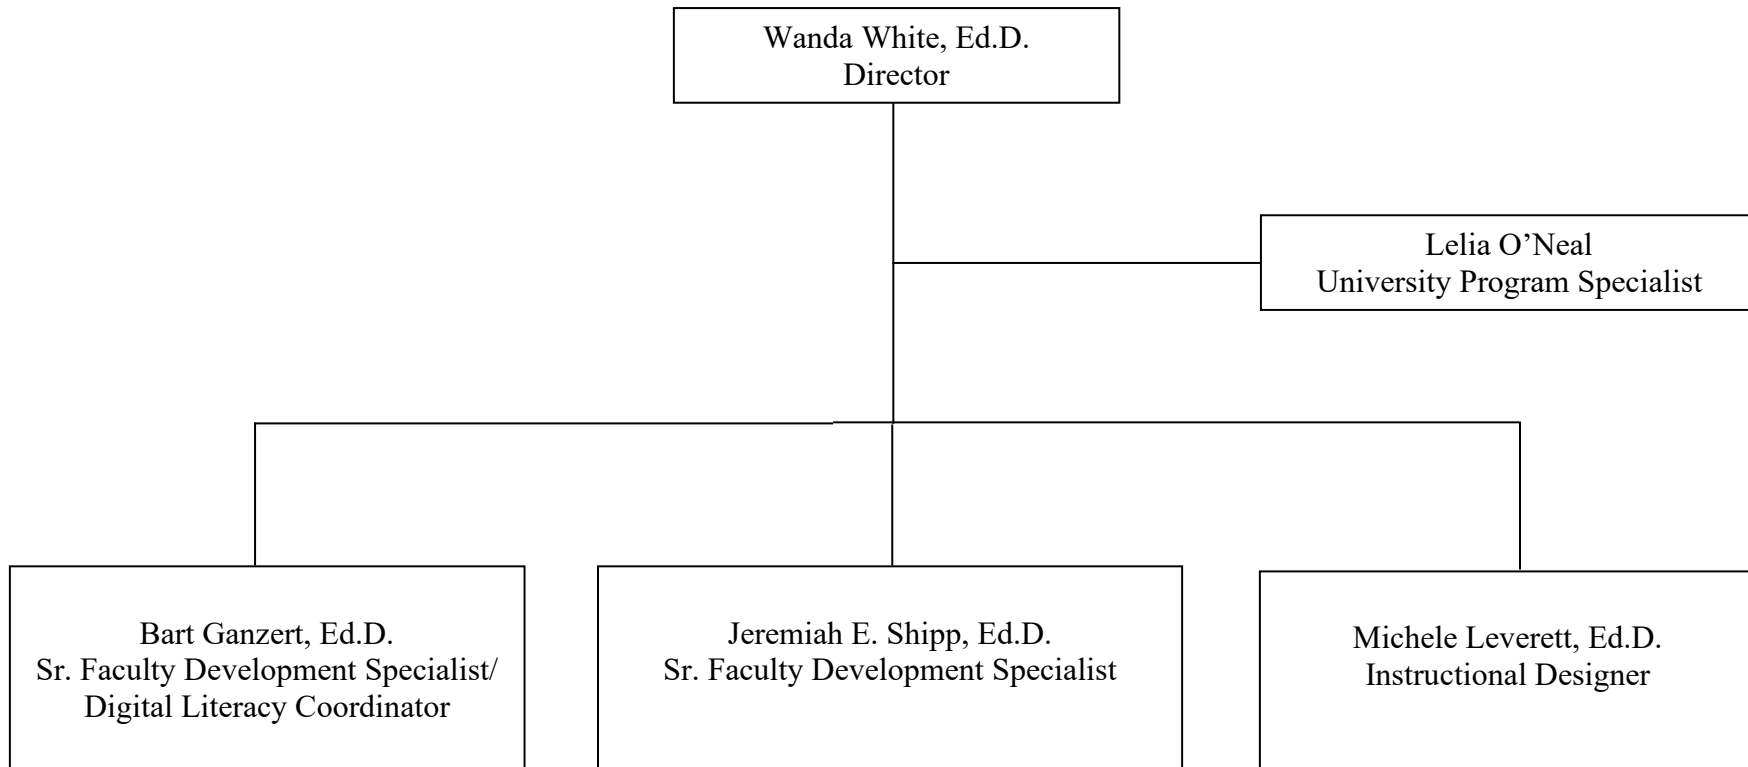 Wanda White, Ed.D.
Director
Lelia O’Neal
University Program Specialist
Bart Ganzert, Ed.D.
Sr. Faculty Development Specialist/
Digital Literacy Coordinator
Jeremiah E. Shipp, Ed.D.
Sr. Faculty Development Specialist
Michele Leverett, Ed.D.
Instructional Designer